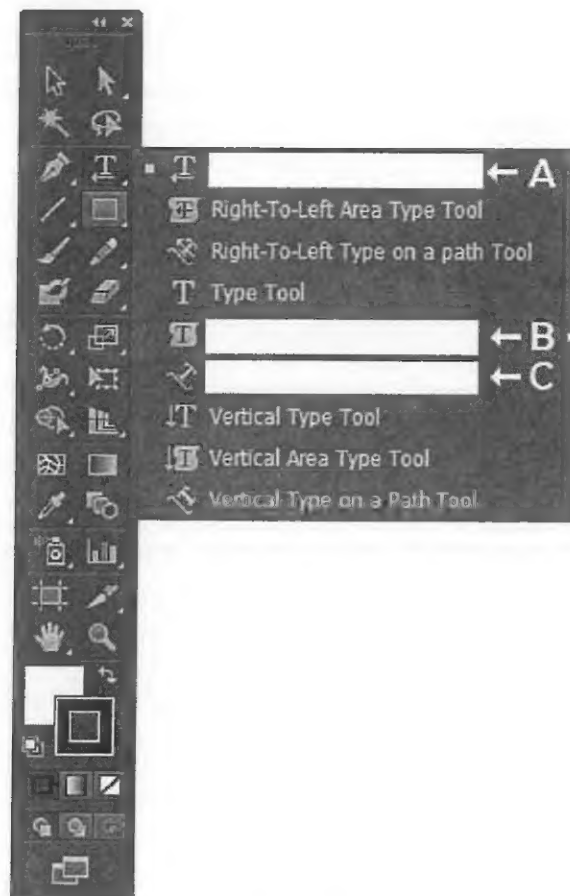 ← A
Right-To-Left Area Type Tool
Right-To-Left Type on a path Tool
Type Tool
← B
← C
Vertical Type Tool
Vertical Area Type Tool
Vertical Type on a Path Tool